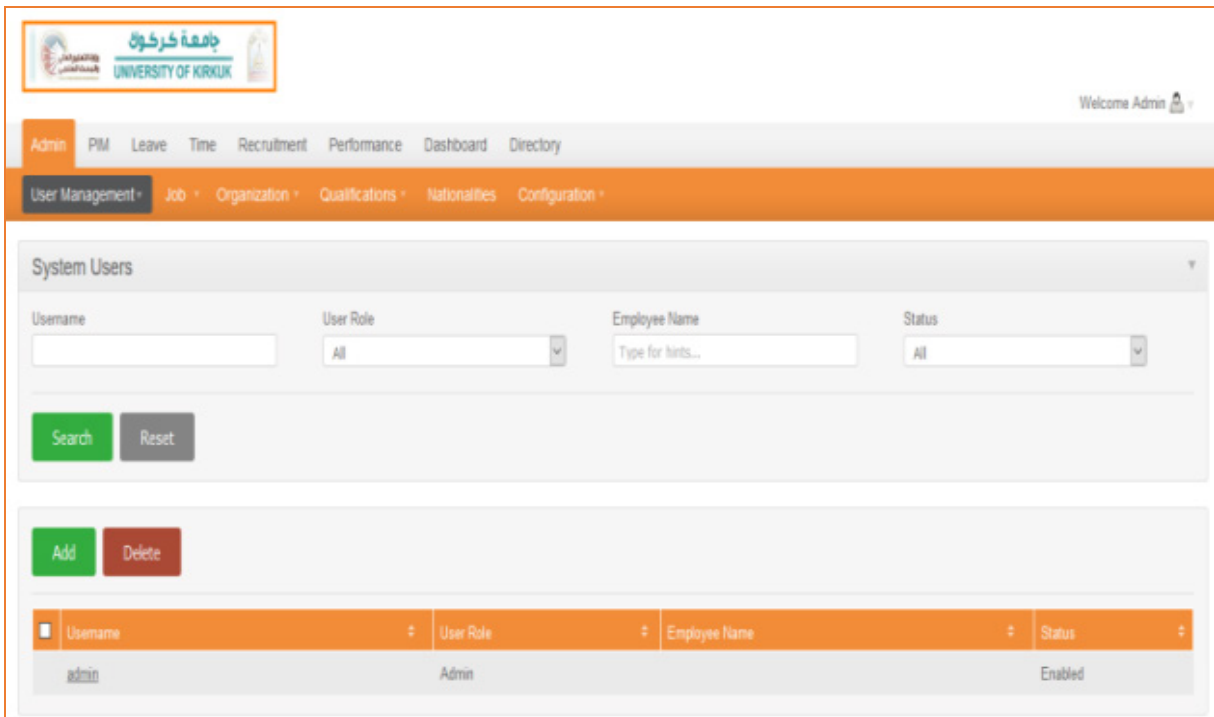 جامعة كركوك
UNIVERSITY OF KIRKUK
Welcome Admin
Admin PIM Leave Time Recruitment Performance Dashboard Directory
User Management Job Organization Qualifications Nationalities Configuration
System Users
Username User Role Employee Name Status
All Type for hints... All
Search Reset
Add Delete
Username User Role Employee Name Status
admin Admin Enabled